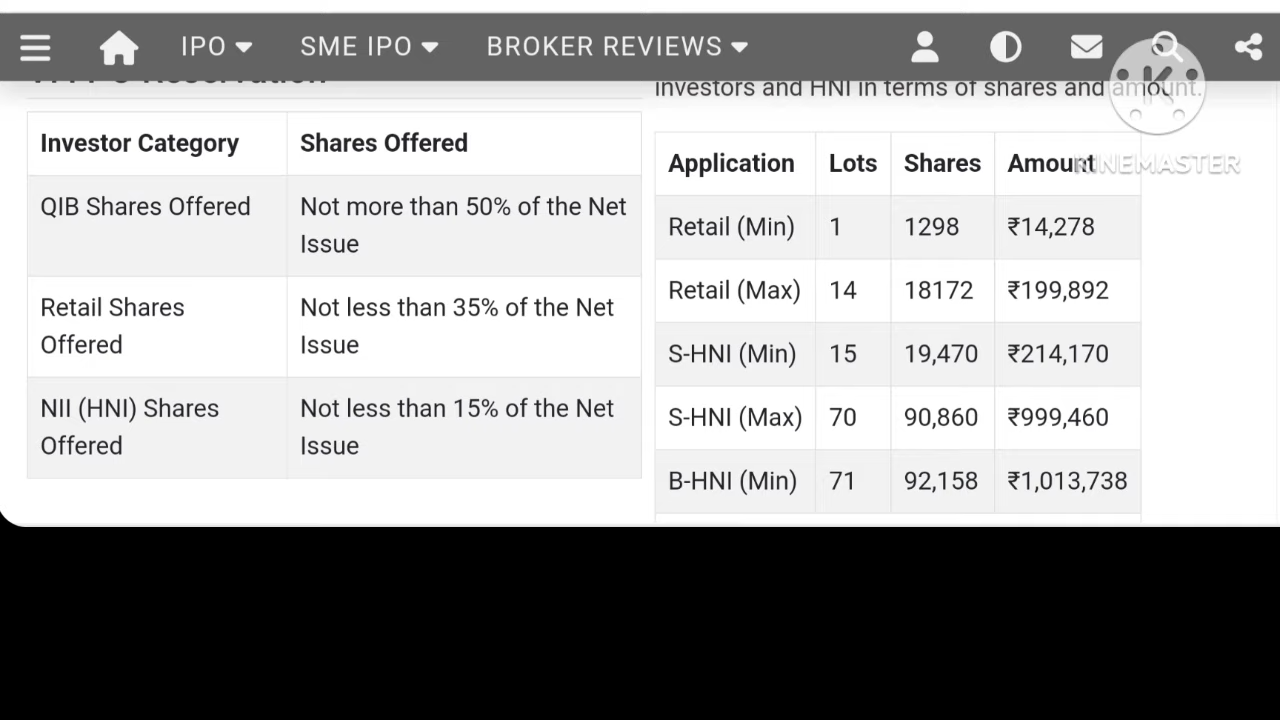 IPO
SME IPO
BROKER REVIEWS
Reservation
investors and HNI in terms of shares and amount.
KINEMASTER
Investor Category Shares Offered
QIB Shares Offered Not more than 50% of the Net
Issue
Retail Shares Not less than 35% of the Net
Offered Issue
NII (HNI) Shares Not less than 15% of the Net
Offered Issue
Application Lots Shares Amount
Retail (Min) 1 1298 ₹14,278
Retail (Max) 14 18172 ₹199,892
S-HNI (Min) 15 19,470 ₹214,170
S-HNI (Max) 70 90,860 ₹999,460
B-HNI (Min) 71 92,158 ₹1,013,738